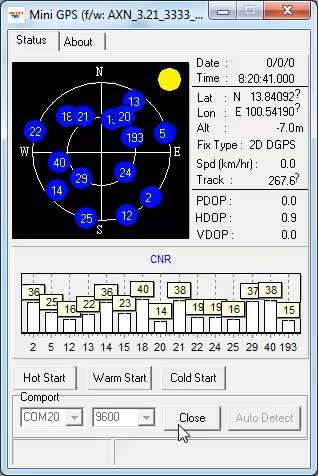 Mini GPS (f/w: AXN_3.21_3333_...
Status About
N
W
E
S
13
18 21
20
22
193
5
40
24
29
14
2
25
12
Date : 0/0/0
Time : 8:20:41.000
Lat : N 13.84092?
Lon : E 100.54190?
Alt : -7.0m
Fix Type : 2D DGPS
Spd (km/hr) : 0.0
Track : 267.6?
PDOP : 0.0
HDOP : 0.9
VDOP : 0.0
CNR
36 25 16 22 36 23 40 14 38 19 19 16 37 38 15
2 5 12 13 14 15 18 20 21 22 24 25 29 40 193
Hot Start Warm Start Cold Start
Comport
COM20 9600 Close Auto Detect